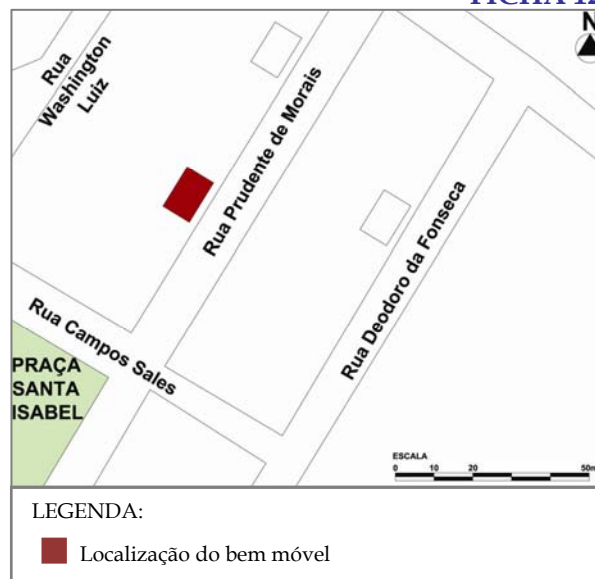 N
Rua
Washington
Luiz
Rua Prudente de Morais
Rua Deodoro da Fonseca
Rua Campos Sales
PRAÇA
SANTA
ISABEL
ESCALA
0 10 20 50m
LEGENDA:
Localização do bem móvel